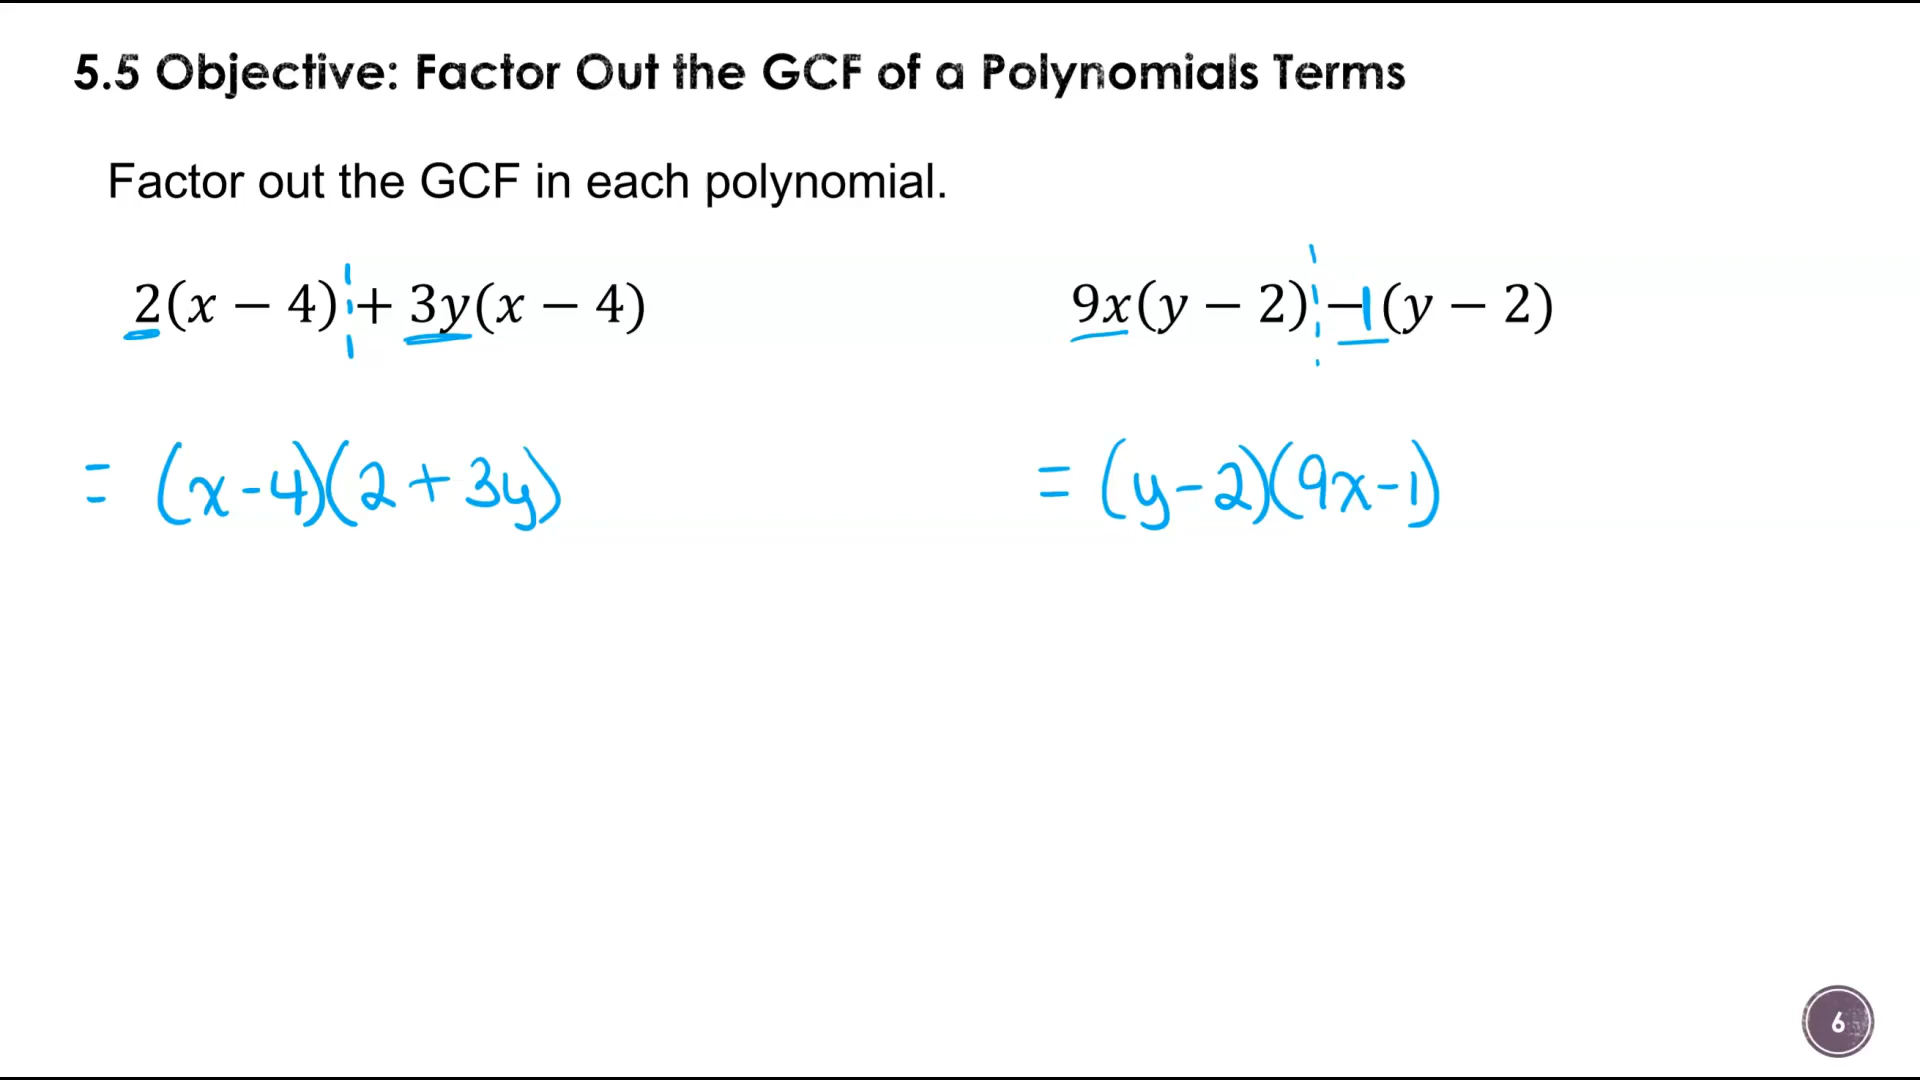 5.5 Objective: Factor Out the GCF of a Polynomials Terms
Factor out the GCF in each polynomial.
2(x − 4) + 3y(x − 4)
9x(y − 2) −1(y − 2)
= (x-4)(2+3y)
= (y-2)(9x-1)
6